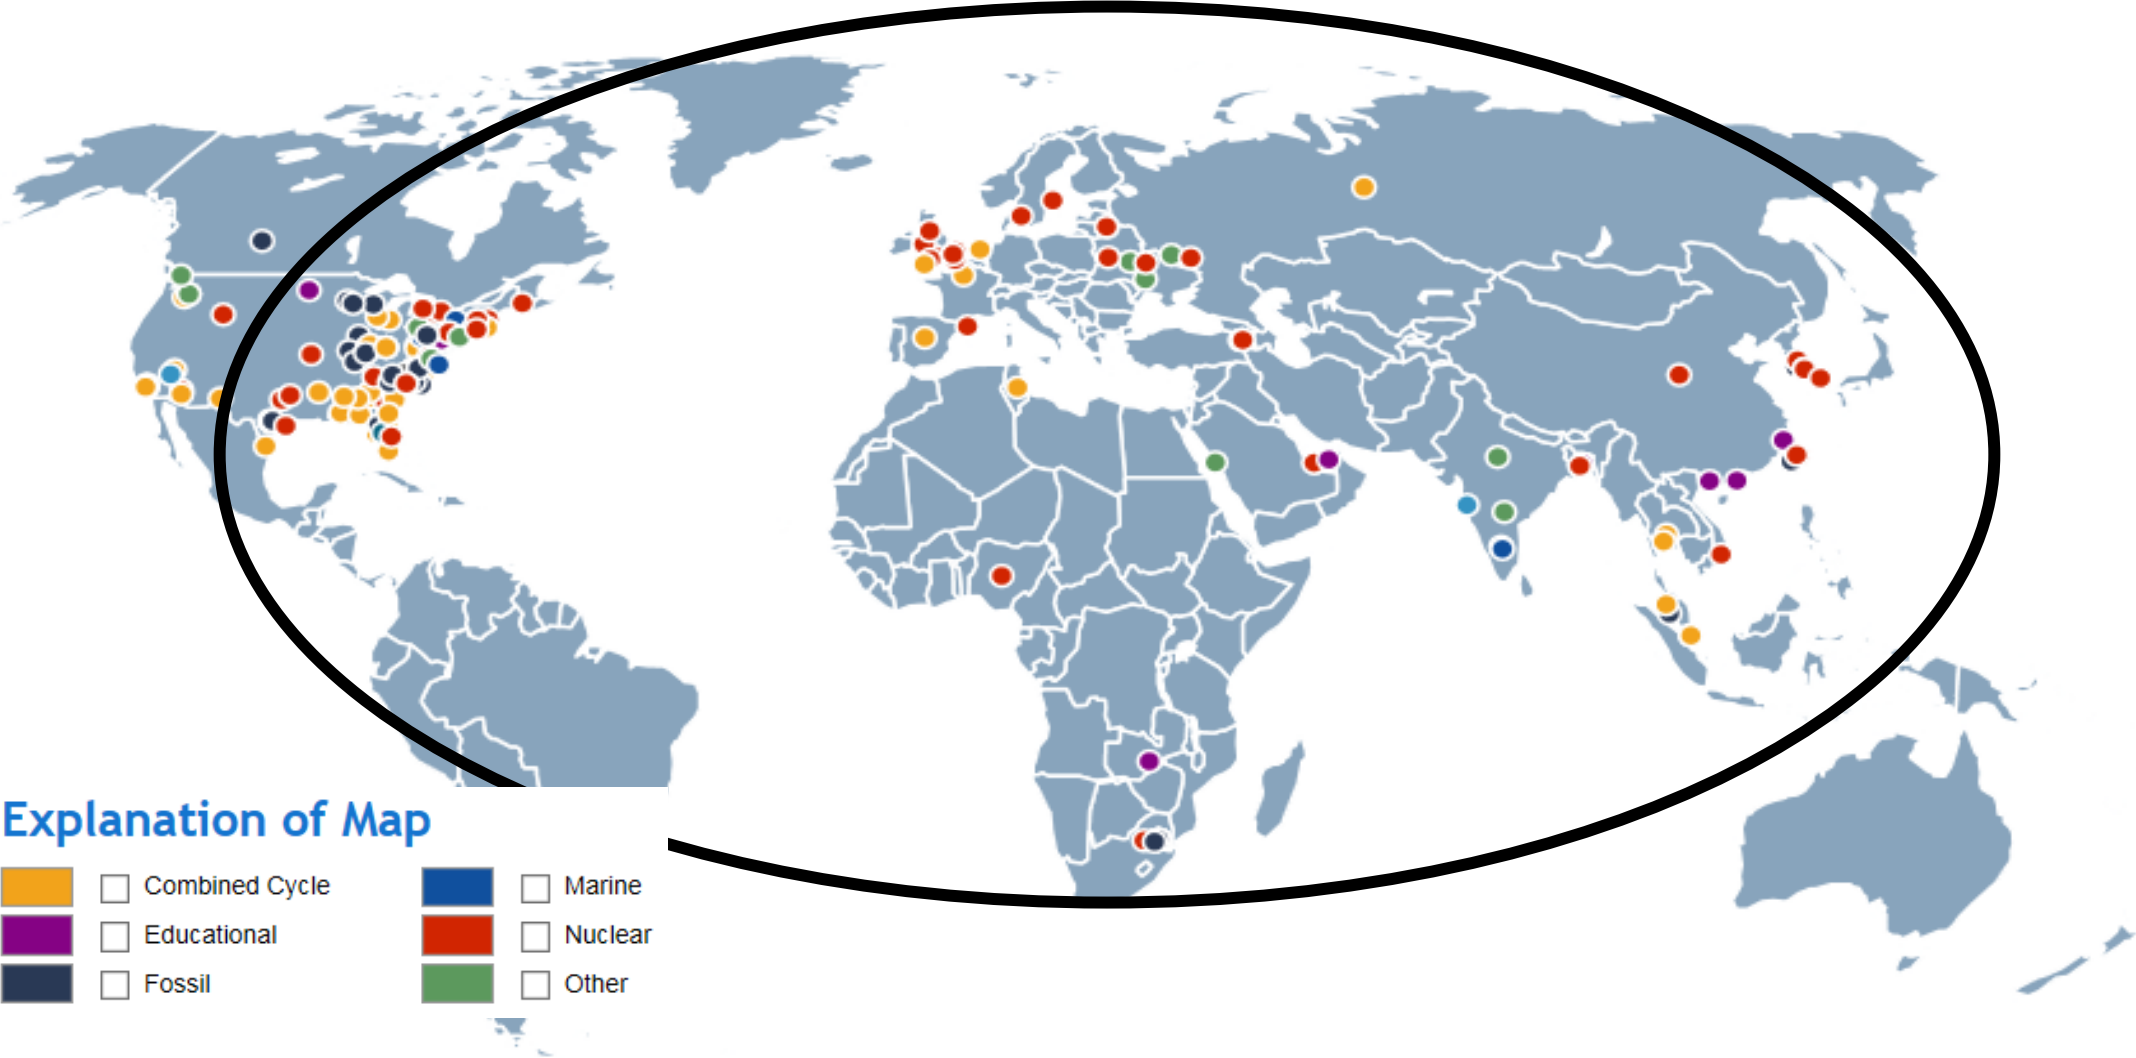 Explanation of Map
Combined Cycle
Marine
Educational
Nuclear
Fossil
Other